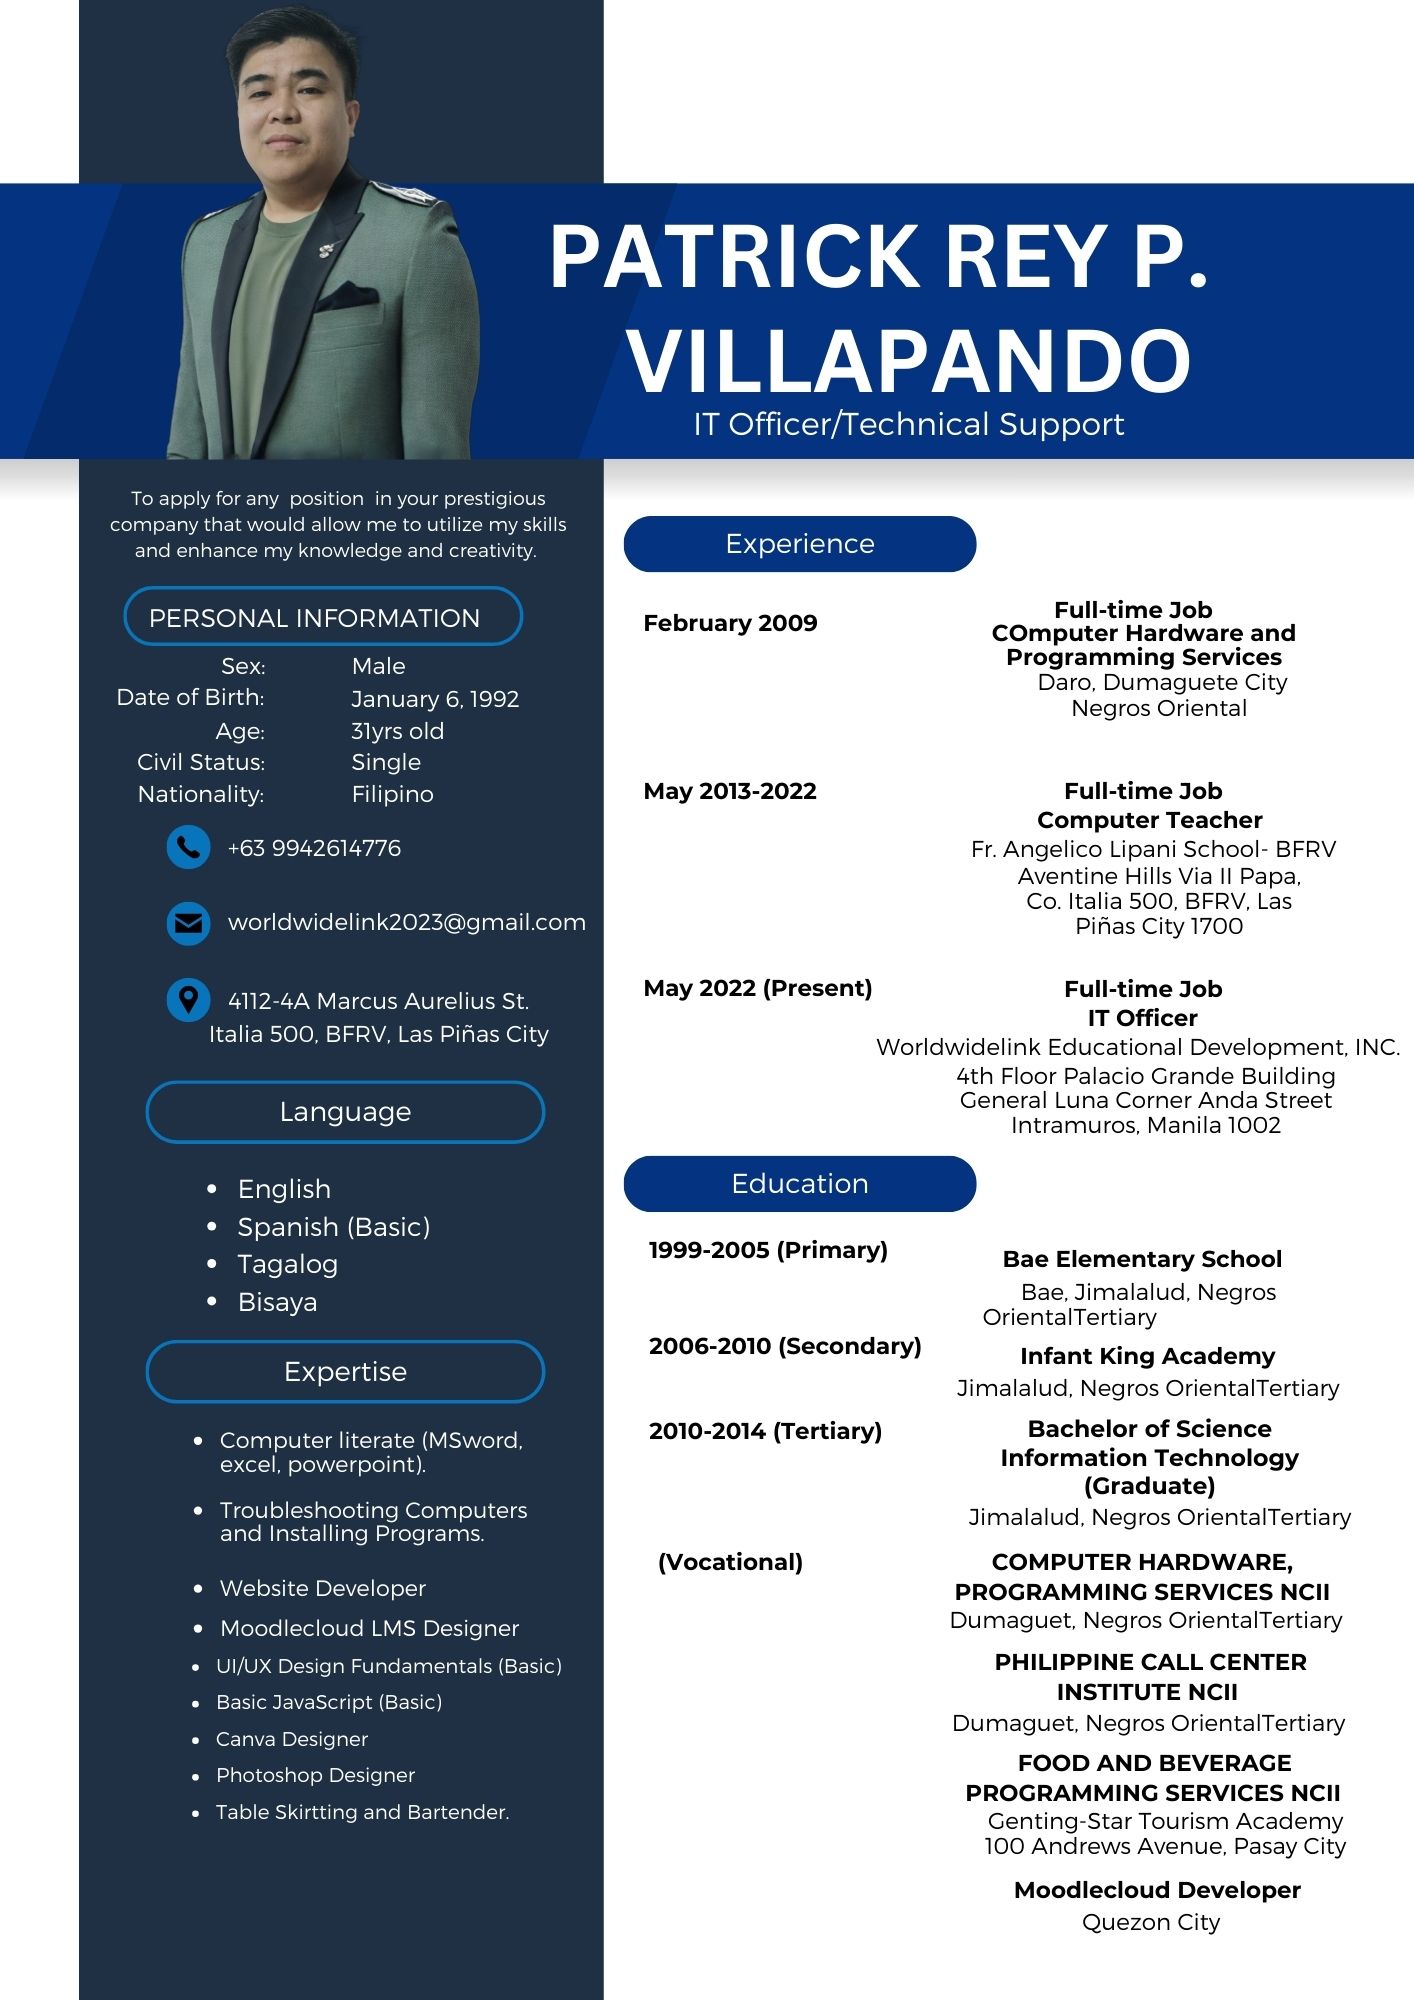 PATRICK REY P.
VILLAPANDO
IT Officer/Technical Support
To apply for any position in your prestigious
company that would allow me to utilize my skills
and enhance my knowledge and creativity.
PERSONAL INFORMATION
Sex: Male
Date of Birth: January 6, 1992
Age: 31yrs old
Civil Status: Single
Nationality: Filipino
+63 9942614776
worldwidelink2023@gmail.com
4112-4A Marcus Aurelius St.
Italia 500, BFRV, Las Piñas City
Language
English
Spanish (Basic)
Tagalog
Bisaya
Expertise
Computer literate (MSword,
excel, powerpoint).
Troubleshooting Computers
and Installing Programs.
Website Developer
Moodlecloud LMS Designer
UI/UX Design Fundamentals (Basic)
Basic JavaScript (Basic)
Canva Designer
Photoshop Designer
Table Skirtting and Bartender.
Experience
February 2009
Full-time Job
COmputer Hardware and
Programming Services
Daro, Dumaguete City
Negros Oriental
May 2013-2022
Full-time Job
Computer Teacher
Fr. Angelico Lipani School- BFRV
Aventine Hills Via II Papa,
Co. Italia 500, BFRV, Las
Piñas City 1700
May 2022 (Present)
Full-time Job
IT Officer
Worldwidelink Educational Development, INC.
4th Floor Palacio Grande Building
General Luna Corner Anda Street
Intramuros, Manila 1002
Education
1999-2005 (Primary)
Bae Elementary School
Bae, Jimalalud, Negros
OrientalTertiary
2006-2010 (Secondary)
Infant King Academy
Jimalalud, Negros OrientalTertiary
2010-2014 (Tertiary)
Bachelor of Science
Information Technology
(Graduate)
Jimalalud, Negros OrientalTertiary
(Vocational)
COMPUTER HARDWARE,
PROGRAMMING SERVICES NCII
Dumaguet, Negros OrientalTertiary
PHILIPPINE CALL CENTER
INSTITUTE NCII
Dumaguet, Negros OrientalTertiary
FOOD AND BEVERAGE
PROGRAMMING SERVICES NCII
Genting-Star Tourism Academy
100 Andrews Avenue, Pasay City
Moodlecloud Developer
Quezon City